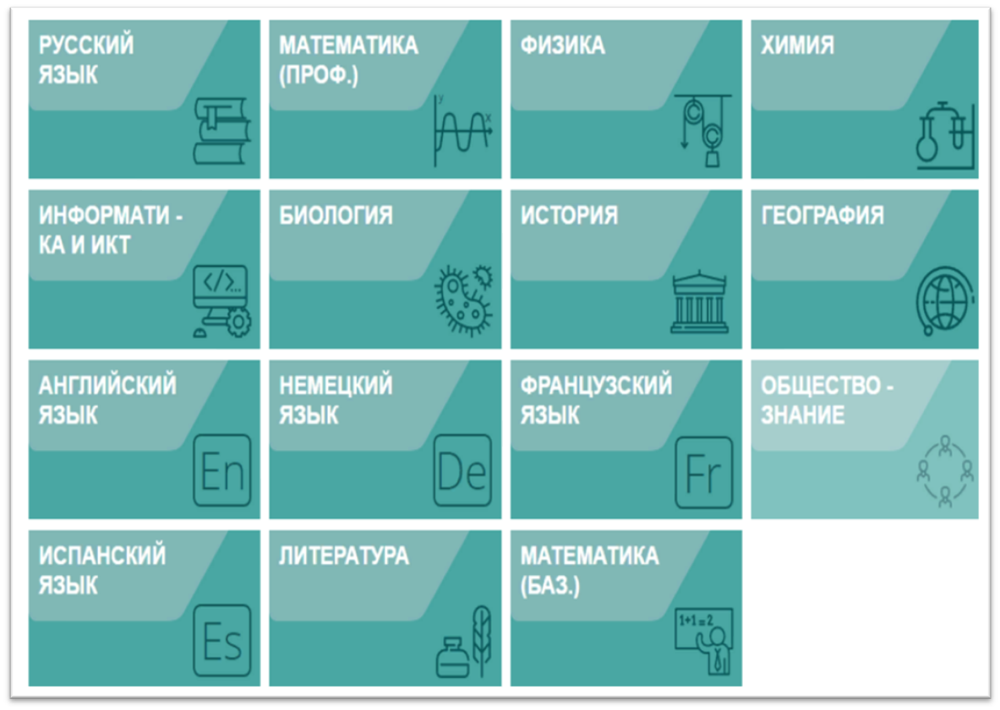 РУССКИЙ
ЯЗЫК
МАТЕМАТИКА
(ПРОФ.)
y
x
ФИЗИКА
ХИМИЯ
ИНФОРМАТИ -
КА И ИКТ
</>...
БИОЛОГИЯ
ИСТОРИЯ
ГЕОГРАФИЯ
АНГЛИЙСКИЙ
ЯЗЫК
En
НЕМЕЦКИЙ
ЯЗЫК
De
ФРАНЦУЗСКИЙ
ЯЗЫК
Fr
ОБЩЕСТВО -
ЗНАНИЕ
ИСПАНСКИЙ
ЯЗЫК
Es
ЛИТЕРАТУРА
МАТЕМАТИКА
(БАЗ.)
1+1=2